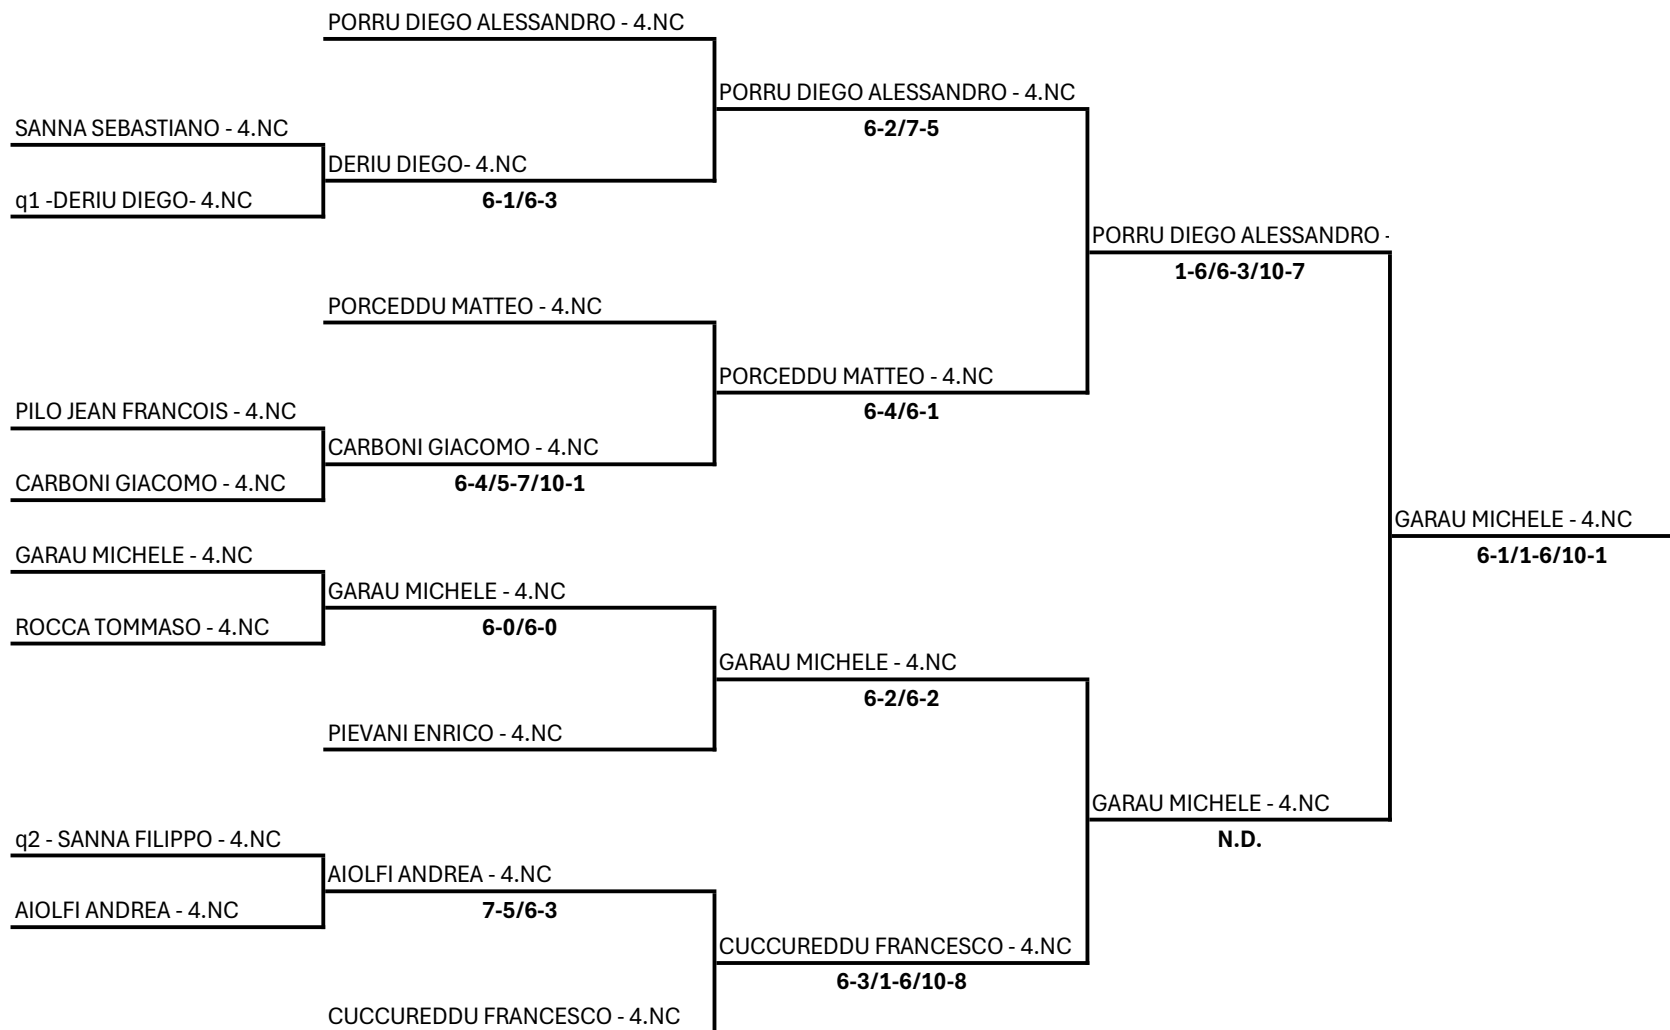 PORRU DIEGO ALESSANDRO - 4.NC
PORRU DIEGO ALESSANDRO - 4.NC
SANNA SEBASTIANO - 4.NC
6-2/7-5
DERIU DIEGO- 4.NC
q1 -DERIU DIEGO- 4.NC
6-1/6-3
PORRU DIEGO ALESSANDRO -
1-6/6-3/10-7
PORCEDDU MATTEO - 4.NC
PORCEDDU MATTEO - 4.NC
PILO JEAN FRANCOIS - 4.NC
6-4/6-1
CARBONI GIACOMO - 4.NC
CARBONI GIACOMO - 4.NC
6-4/5-7/10-1
GARAU MICHELE - 4.NC
GARAU MICHELE - 4.NC
6-1/1-6/10-1
GARAU MICHELE - 4.NC
ROCCA TOMMASO - 4.NC
6-0/6-0
GARAU MICHELE - 4.NC
6-2/6-2
PIEVANI ENRICO - 4.NC
GARAU MICHELE - 4.NC
q2 - SANNA FILIPPO - 4.NC
N.D.
AIOLFI ANDREA - 4.NC
AIOLFI ANDREA - 4.NC
7-5/6-3
CUCCUREDDU FRANCESCO - 4.NC
6-3/1-6/10-8
CUCCUREDDU FRANCESCO - 4.NC